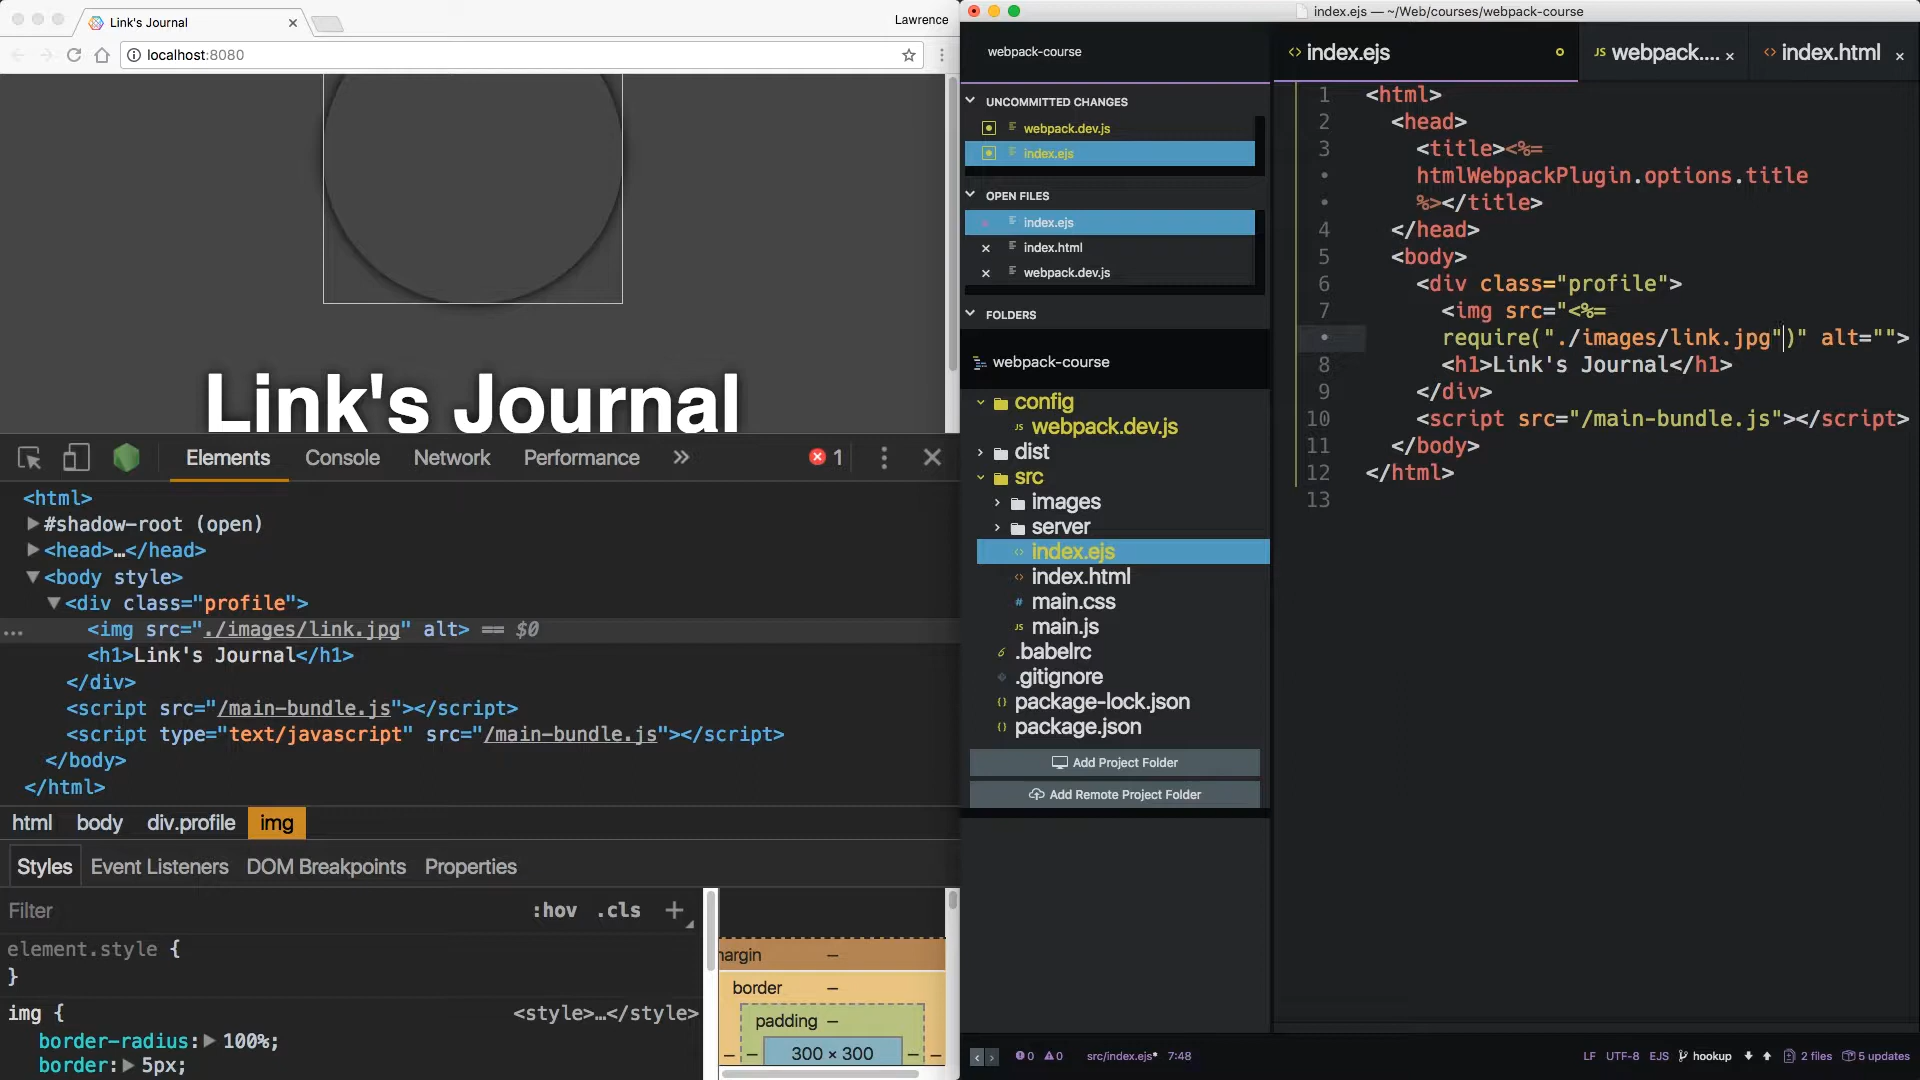 Link's Journal
Lawrence
localhost:8080
Link's Journal
Elements Console Network Performance » 1
<html>
#shadow-root (open)
<head>…</head>
<body style>
<div class="profile">
... <img src="./images/link.jpg" alt> == $0
<h1>Link's Journal</h1>
</div>
<script src="/main-bundle.js"></script>
<script type="text/javascript" src="/main-bundle.js"></script>
</body>
</html>
html body div.profile img
Styles Event Listeners DOM Breakpoints Properties
Filter :hov .cls +
element.style {
}
img { <style>…</style>
border-radius: 100%;
border: 5px;
margin –
border –
padding –
– – 300 × 300 – –
index.ejs — ~/Web/courses/webpack-course
webpack-course
UNCOMMITTED CHANGES
webpack.dev.js
index.ejs
OPEN FILES
index.ejs
index.html
webpack.dev.js
FOLDERS
webpack-course
config
JS webpack.dev.js
dist
src
images
server
<> index.ejs
<> index.html
# main.css
JS main.js
.babelrc
.gitignore
package-lock.json
package.json
Add Project Folder
Add Remote Project Folder
<> index.ejs JS webpack.... × <> index.html ×
1 <html>
2 <head>
3 <title><%=
• htmlWebpackPlugin.options.title
• %></title>
4 </head>
5 <body>
6 <div class="profile">
7 <img src="<%=
• require("./images/link.jpg")" alt="">
8 <h1>Link's Journal</h1>
9 </div>
10 <script src="/main-bundle.js"></script>
11 </body>
12 </html>
13
0 0 src/index.ejs* 7:48 LF UTF-8 EJS hookup 2 files 5 updates